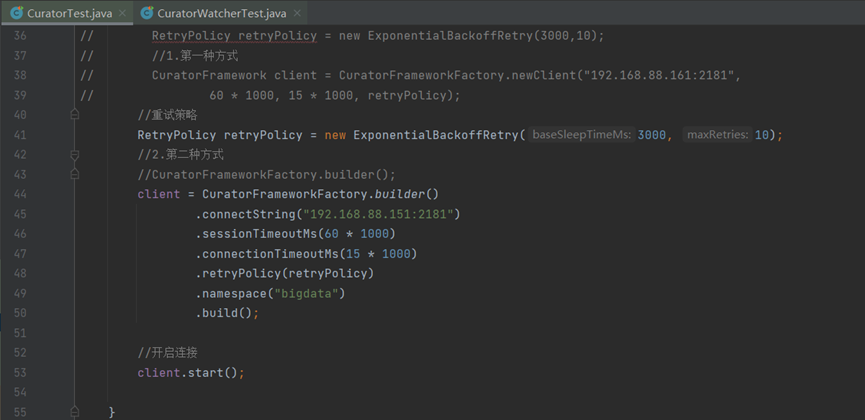 CuratorTest.java × CuratorWatcherTest.java ×
36 // RetryPolicy retryPolicy = new ExponentialBackoffRetry(3000,10);
37 // //1.第一种方式
38 // CuratorFramework client = CuratorFrameworkFactory.newClient("192.168.88.161:2181",
39 // 60 * 1000, 15 * 1000, retryPolicy);
40 //重试策略
41 RetryPolicy retryPolicy = new ExponentialBackoffRetry( baseSleepTimeMs: 3000, maxRetries: 10);
42 //2.第二种方式
43 //CuratorFrameworkFactory.builder();
44 client = CuratorFrameworkFactory.builder()
45 .connectString("192.168.88.151:2181")
46 .sessionTimeoutMs(60 * 1000)
47 .connectionTimeoutMs(15 * 1000)
48 .retryPolicy(retryPolicy)
49 .namespace("bigdata")
50 .build();
51
52 //开启连接
53 client.start();
54
55 }